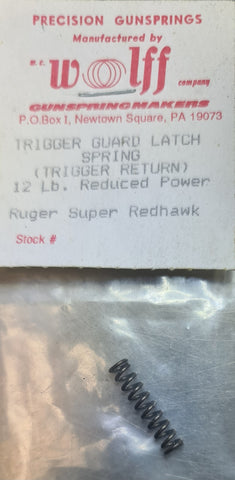 PRECISION GUNSPRINGS
Manufactured by
w.c.
wolff
company
GUNSPRINGMAKERS
P.O.Box I, Newtown Square, PA 19073
TRIGGER GUARD LATCH
SPRING
(TRIGGER RETURN)
12 Lb. Reduced Power
Ruger Super Redhawk
Stock #